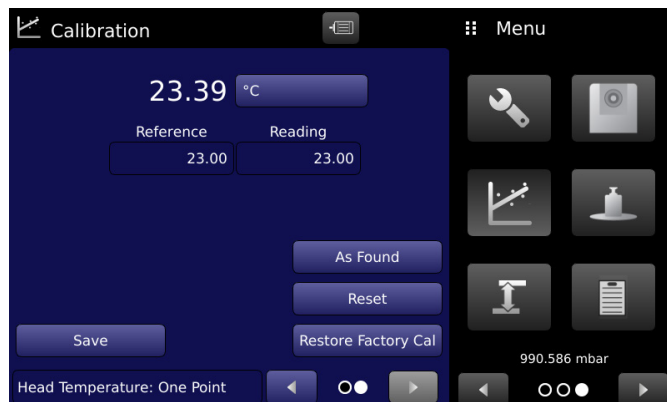 Calibration
Menu
23.39 °C
Reference Reading
23.00 23.00
As Found
Reset
Save Restore Factory Cal
990.586 mbar
Head Temperature: One Point